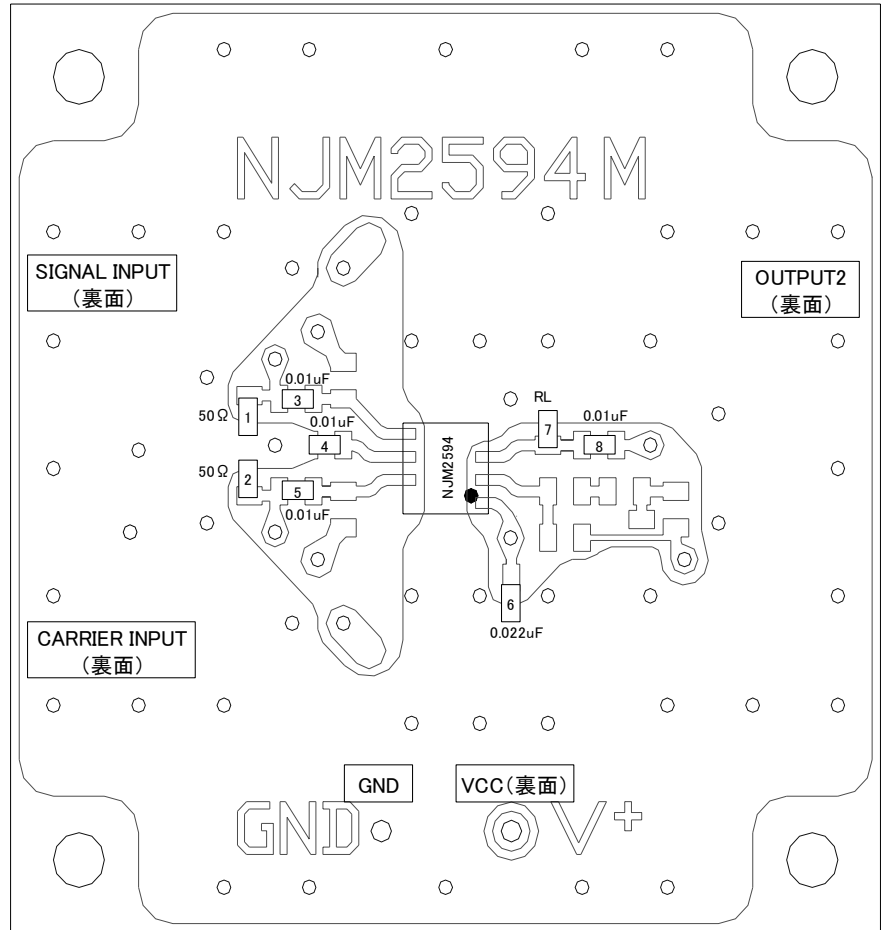 NJM2594M
SIGNAL INPUT
（裏面）
OUTPUT2
（裏面）
0.01uF
3
RL
50Ω
1
0.01uF
7
0.01uF
4
8
NJM2594
50Ω
2
5
0.01uF
6
0.022uF
CARRIER INPUT
（裏面）
GND
VCC（裏面）
GND
V+